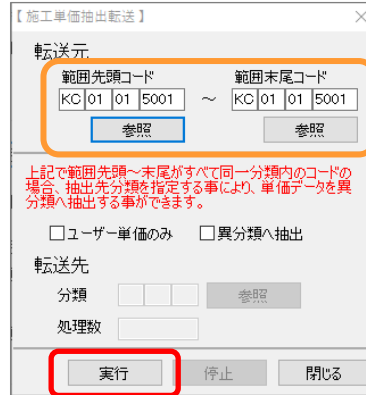 【施工単価抽出転送】
転送元
範囲先頭コード 範囲末尾コード
KC 01 01 5001 ～ KC 01 01 5001
参照 参照
上記で範囲先頭～末尾がすべて同一分類内のコードの
場合、抽出先分類を指定する事により、単価データを異
分類へ抽出する事ができます。
□ユーザー単価のみ □異分類へ抽出
転送先
分類 参照
処理数
実行 停止 閉じる